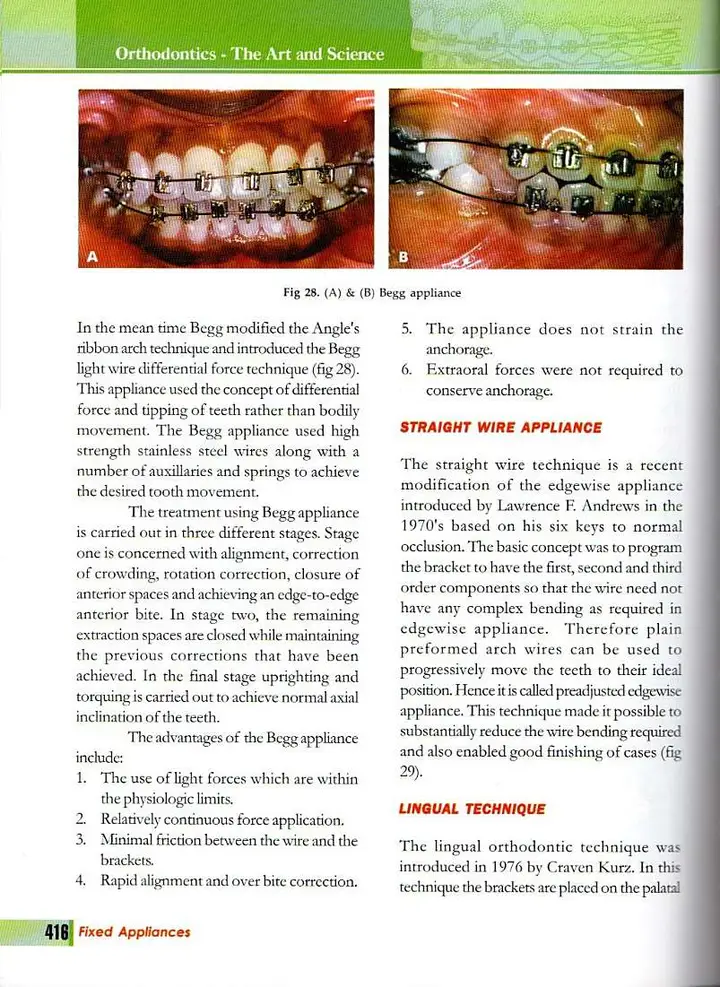 Orthodontics - The Art and Science
A
B
Fig 28. (A) & (B) Begg appliance
In the mean time Begg modified the Angle's
ribbon arch technique and introduced the Begg
light wire differential force technique (fig 28).
This appliance used the concept of differential
force and tipping of teeth rather than bodily
movement. The Begg appliance used high
strength stainless steel wires along with a
number of auxillaries and springs to achieve
the desired tooth movement.
The treatment using Begg appliance
is carried out in three different stages. Stage
one is concerned with alignment, correction
of crowding, rotation correction, closure of
anterior spaces and achieving an edge-to-edge
anterior bite. In stage two, the remaining
extraction spaces are closed while maintaining
the previous corrections that have been
achieved. In the final stage uprighting and
torquing is carried out to achieve normal axial
inclination of the teeth.
The advantages of the Begg appliance
include:
1. The use of light forces which are within
the physiologic limits.
2. Relatively continuous force application.
3. Minimal friction between the wire and the
brackets.
4. Rapid alignment and over bite correction.
5. The appliance does not strain the
anchorage.
6. Extraoral forces were not required to
conserve anchorage.
STRAIGHT WIRE APPLIANCE
The straight wire technique is a recent
modification of the edgewise appliance
introduced by Lawrence F. Andrews in the
1970's based on his six keys to normal
occlusion. The basic concept was to program
the bracket to have the first, second and third
order components so that the wire need not
have any complex bending as required in
edgewise appliance. Therefore plain
preformed arch wires can be used to
progressively move the teeth to their ideal
position. Hence it is called preadjusted edgewise
appliance. This technique made it possible to
substantially reduce the wire bending required
and also enabled good finishing of cases (fig
29).
LINGUAL TECHNIQUE
The lingual orthodontic technique was
introduced in 1976 by Craven Kurz. In this
technique the brackets are placed on the palatal
416 Fixed Appliances